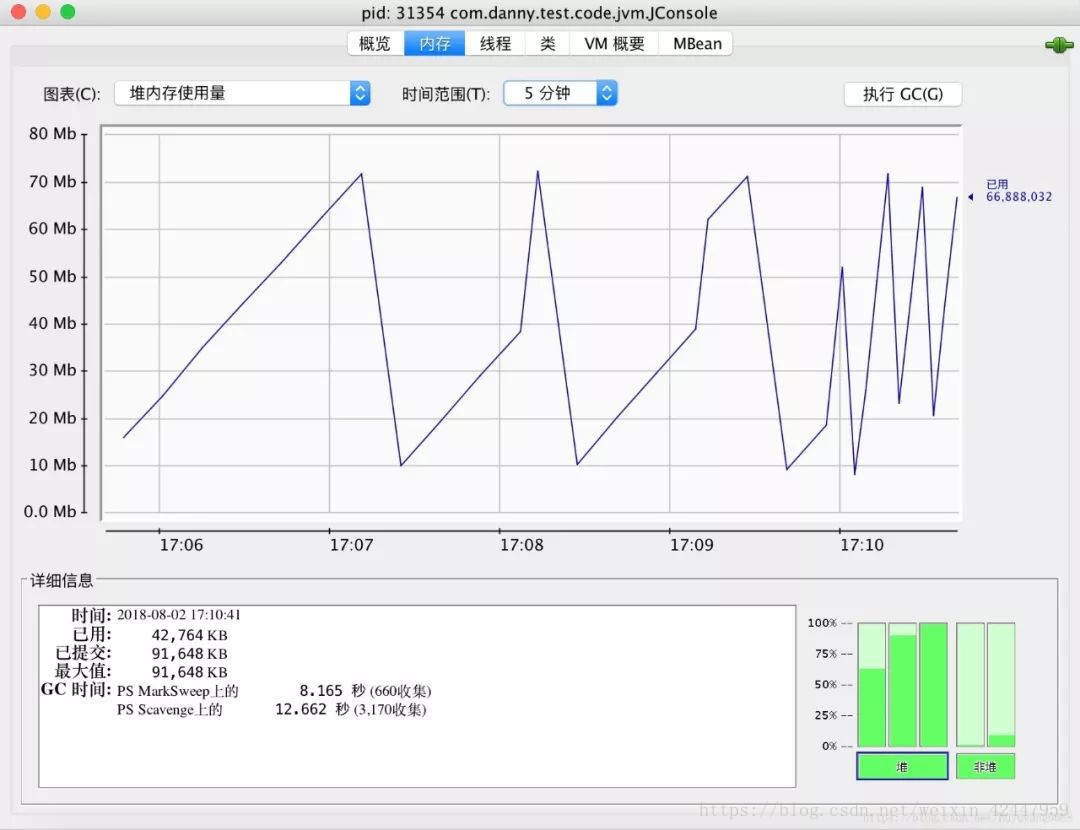 pid: 31354 com.danny.test.code.jvm.JConsole
概览 内存 线程 类 VM 概要 MBean
图表(C): 堆内存使用量 时间范围(T): 5 分钟 执行 GC(G)
80 Mb
70 Mb
60 Mb
50 Mb
40 Mb
30 Mb
20 Mb
10 Mb
0.0 Mb
已用
66,888,032
17:06 17:07 17:08 17:09 17:10
详细信息
时间: 2018-08-02 17:10:41
已用: 42,764 KB
已提交: 91,648 KB
最大值: 91,648 KB
GC 时间: PS MarkSweep上的 8.165 秒 (660收集)
PS Scavenge上的 12.662 秒 (3,170收集)
100% --
75% --
50% --
25% --
0% --
堆 非堆
https://blog.csdn.net/weixin_42447959